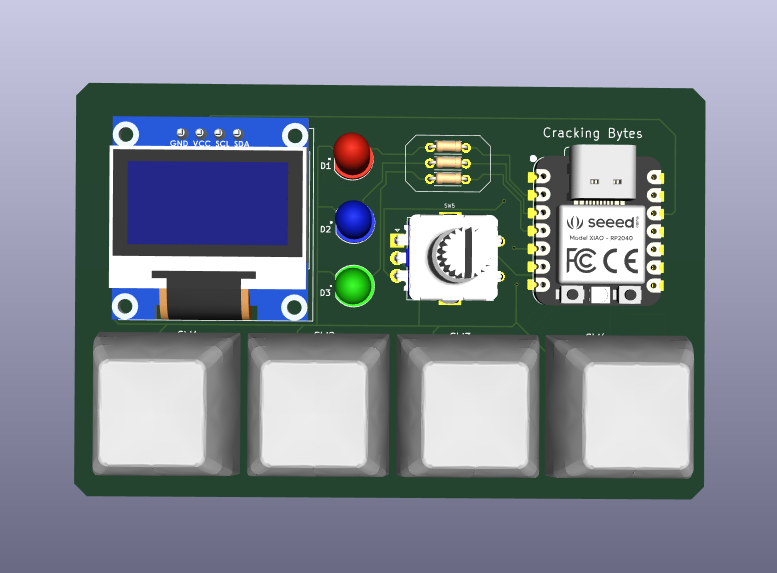 Cracking Bytes
GND VCC SCL SDA
D1
SW5
D2
seeed
Model XIAO - RP2040
FC CE
D3